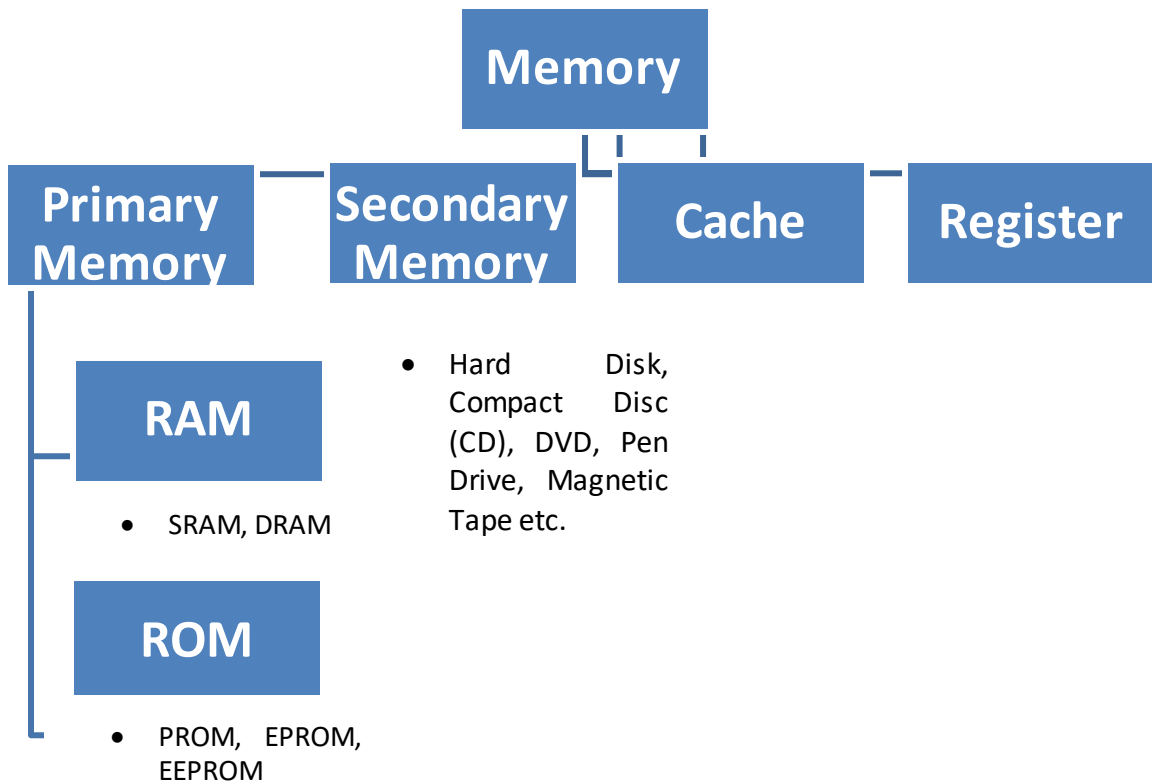 Memory
Primary
Memory
Secondary
Memory
Cache
Register
RAM
• SRAM, DRAM
ROM
• PROM, EPROM,
EEPROM
• Hard Disk,
Compact Disc
(CD), DVD, Pen
Drive, Magnetic
Tape etc.